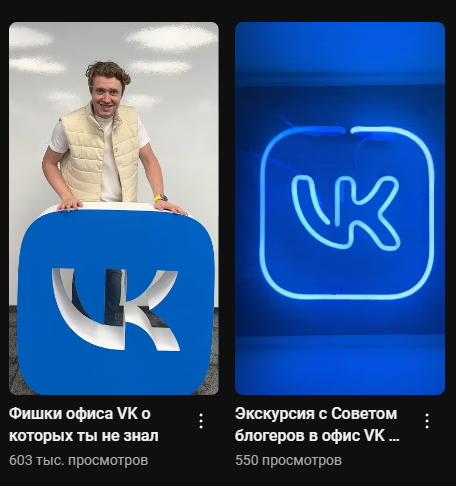 VK
VK
Фишки офиса VK о
которых ты не знал
603 тыс. просмотров
Экскурсия с Советом
блогеров в офис VK ...
550 просмотров